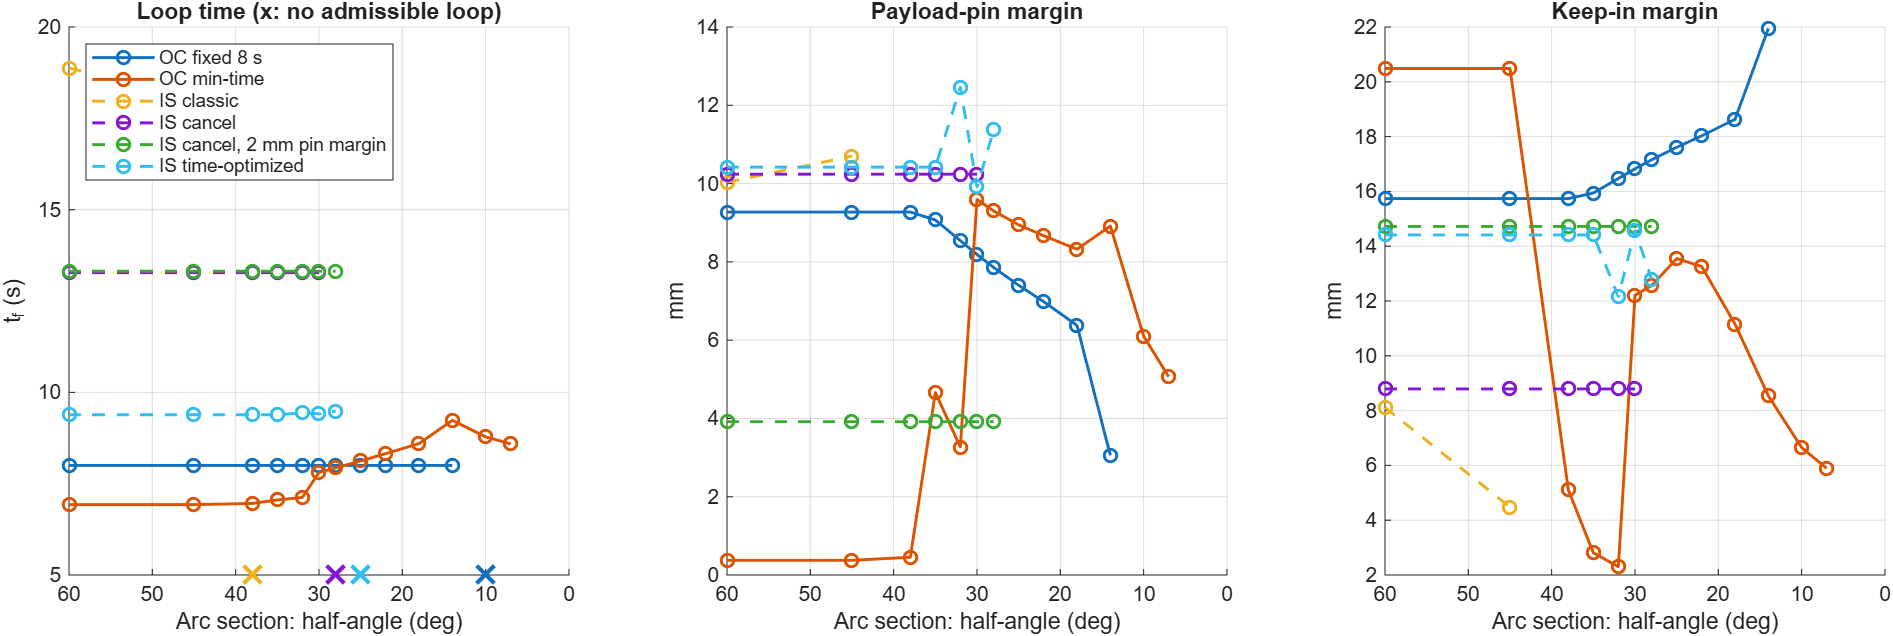 Loop time (x: no admissible loop)
20
15
10
5
t_f (s)
OC fixed 8 s
OC min-time
IS classic
IS cancel
IS cancel, 2 mm pin margin
IS time-optimized
60 50 40 30 20 10 0
Arc section: half-angle (deg)
Payload-pin margin
14
12
10
8
6
4
2
0
mm
60 50 40 30 20 10 0
Arc section: half-angle (deg)
Keep-in margin
22
20
18
16
14
12
10
8
6
4
2
mm
60 50 40 30 20 10 0
Arc section: half-angle (deg)